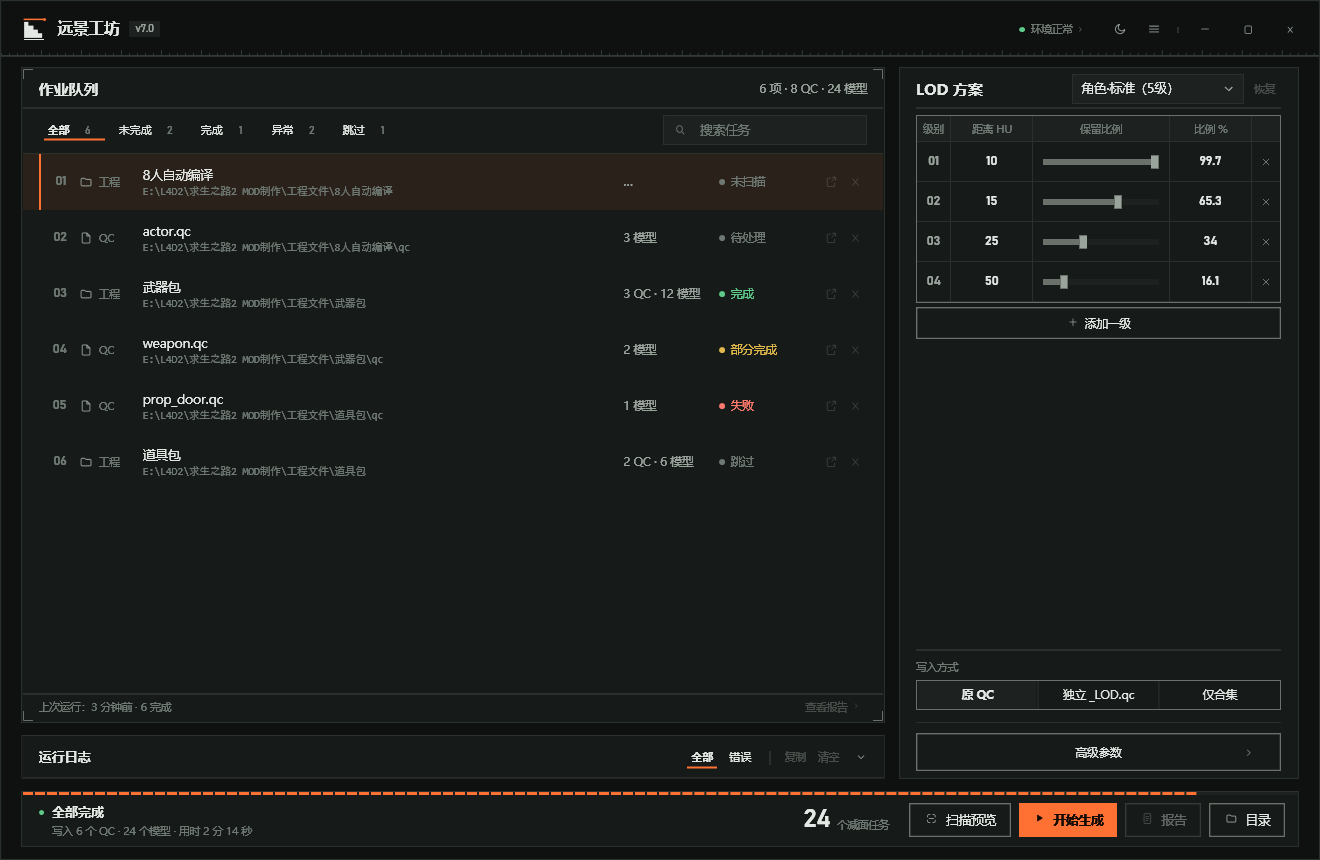 远景工坊 v7.0
环境正常
作业队列
6 项 · 8 QC · 24 模型
全部 6 未完成 2 完成 1 异常 2 跳过 1
搜索任务
01 工程 8人自动编译 ... 未扫描
E:\L4D2\求生之路2 MOD制作\工程文件\8人自动编译
02 QC actor.qc 3 模型 待处理
E:\L4D2\求生之路2 MOD制作\工程文件\8人自动编译\qc
03 工程 武器包 3 QC · 12 模型 完成
E:\L4D2\求生之路2 MOD制作\工程文件\武器包
04 QC weapon.qc 2 模型 部分完成
E:\L4D2\求生之路2 MOD制作\工程文件\武器包\qc
05 QC prop_door.qc 1 模型 失败
E:\L4D2\求生之路2 MOD制作\工程文件\道具包\qc
06 工程 道具包 2 QC · 6 模型 跳过
E:\L4D2\求生之路2 MOD制作\工程文件\道具包
上次运行: 3 分钟前 · 6 完成
查看报告
LOD 方案
角色·标准（5级）
恢复
级别 距离 HU 保留比例 比例 %
01 10 99.7
02 15 65.3
03 25 34
04 50 16.1
+ 添加一级
写入方式
原 QC 独立 _LOD.qc 仅合集
高级参数
运行日志
全部 错误 复制 清空
全部完成
写入 6 个 QC · 24 个模型 · 用时 2 分 14 秒
24 个减面任务
扫描预览 开始生成 报告 目录